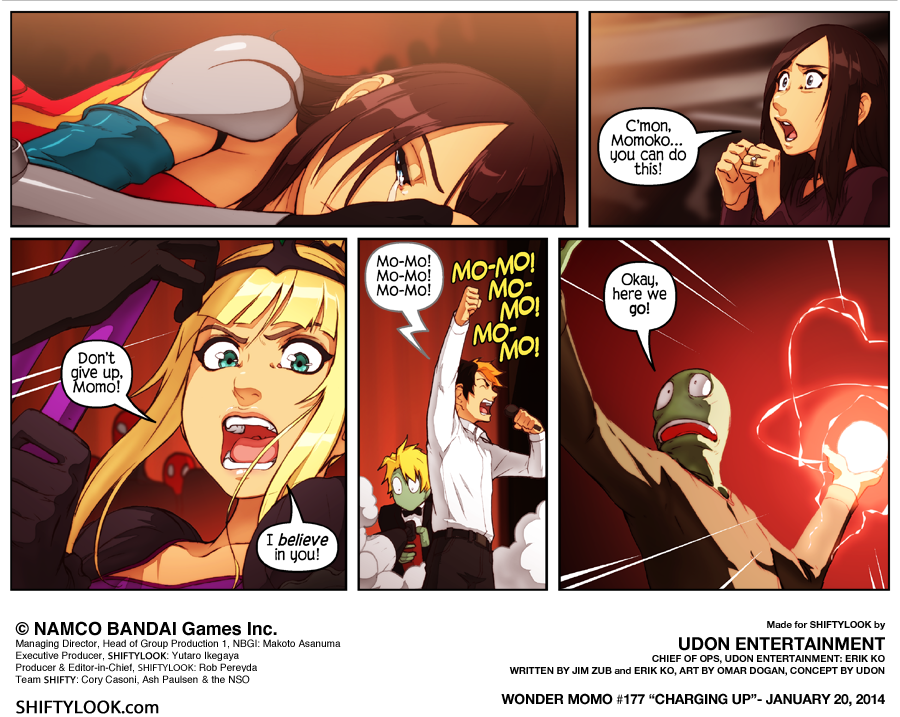 C'mon,
Momoko...
you can do
this!
Don't
give up,
Momo!
I believe
in you!
Mo-Mo!
Mo-Mo!
Mo-Mo!
MO-MO!
MO-
MO!
MO-
MO!
Okay,
here we
go!
© NAMCO BANDAI Games Inc.
Managing Director, Head of Group Production 1, NBGI: Makoto Asanuma
Executive Producer, SHIFTYLOOK: Yutaro Ikegaya
Producer & Editor-in-Chief, SHIFTYLOOK: Rob Pereyda
Team SHIFTY: Cory Casoni, Ash Paulsen & the NSO
SHIFTYLOOK.com
Made for SHIFTYLOOK by
UDON ENTERTAINMENT
CHIEF OF OPS, UDON ENTERTAINMENT: ERIK KO
WRITTEN BY JIM ZUB and ERIK KO, ART BY OMAR DOGAN, CONCEPT BY UDON
WONDER MOMO #177 “CHARGING UP”- JANUARY 20, 2014